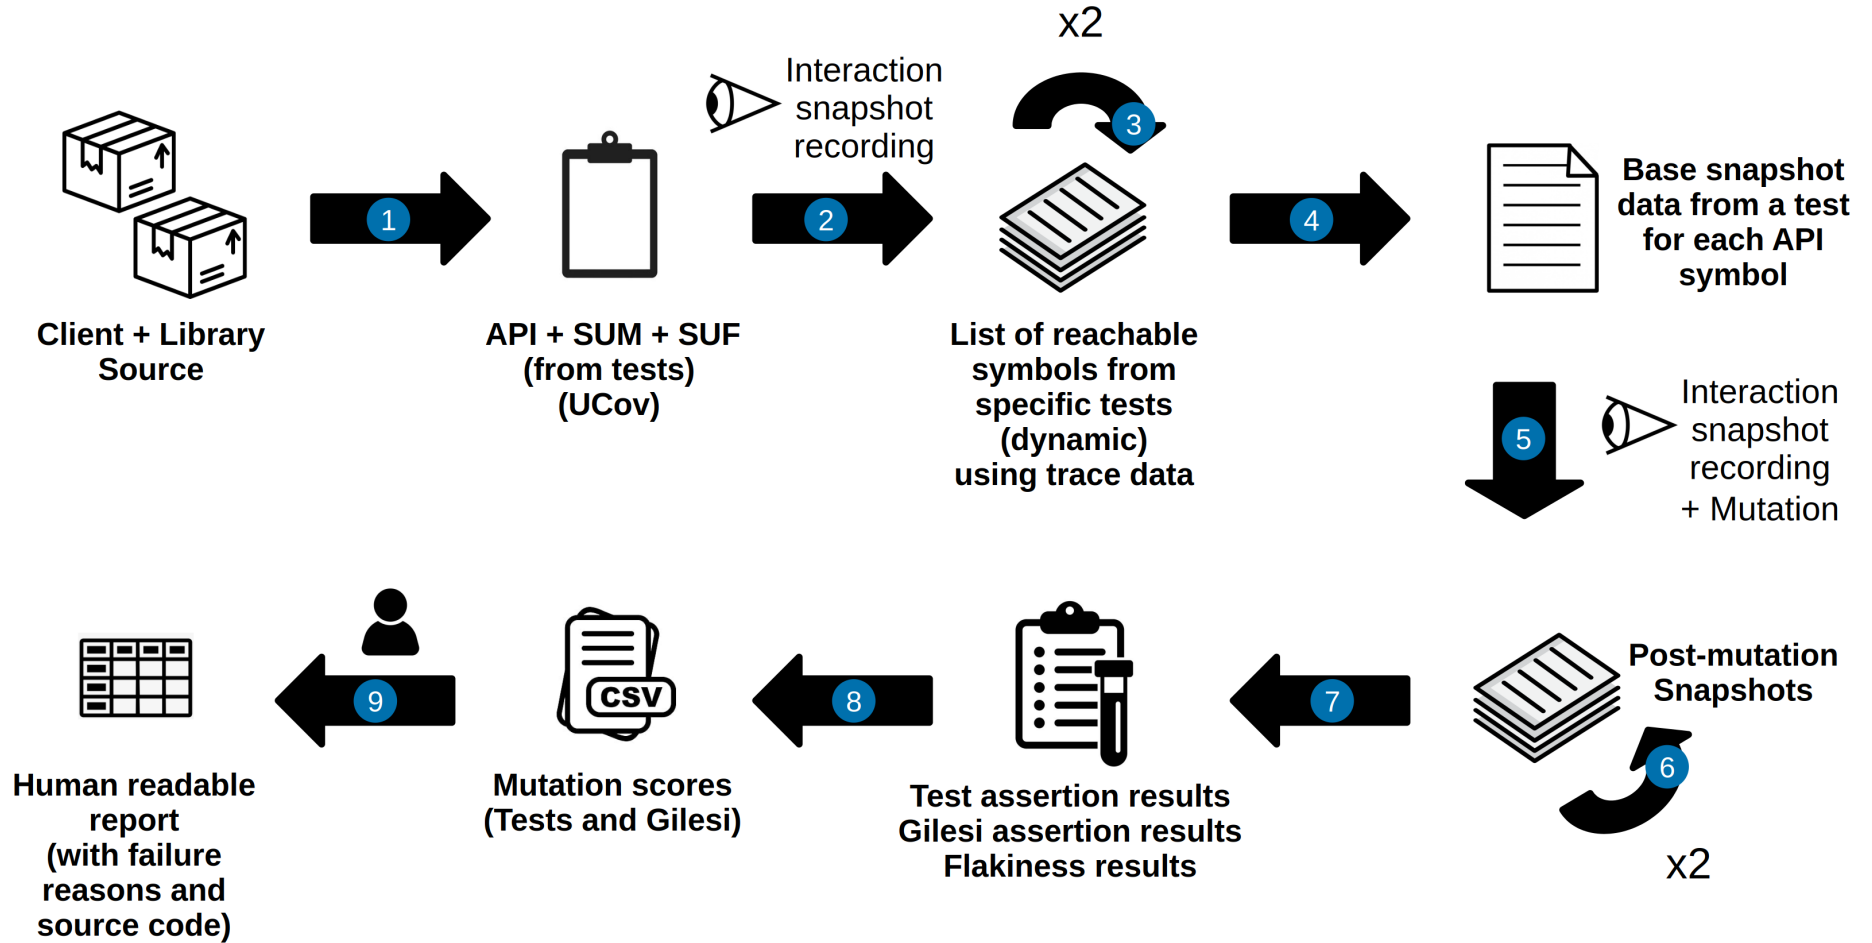 x2
Interaction
snapshot
recording
3
1
2
4
Base snapshot
data from a test
for each API
symbol
Client + Library
Source
API + SUM + SUF
(from tests)
(UCov)
List of reachable
symbols from
specific tests
(dynamic)
using trace data
5
Interaction
snapshot
recording
+ Mutation
Post-mutation
Snapshots
6
x2
7
Test assertion results
Gilesi assertion results
Flakiness results
8
CSV
Mutation scores
(Tests and Gilesi)
9
Human readable
report
(with failure
reasons and
source code)